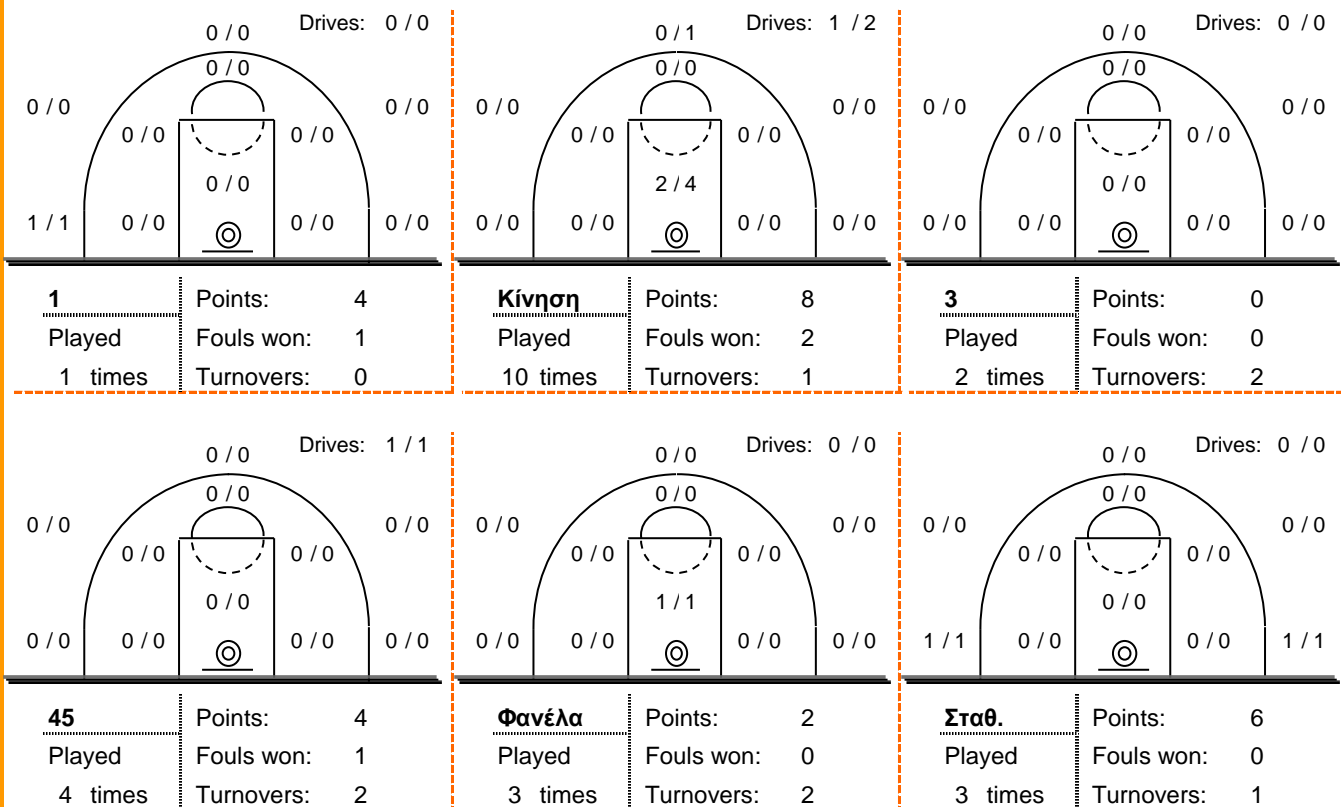 Drives: 0 / 0
0 / 0
0 / 0
0 / 0
0 / 0
0 / 0
0 / 0
0 / 0
1 / 1
0 / 0
0 / 0
0 / 0
1
Points: 4
Played
Fouls won: 1
1 times
Turnovers: 0
Drives: 1 / 2
0 / 1
0 / 0
0 / 0
0 / 0
0 / 0
0 / 0
2 / 4
0 / 0
0 / 0
0 / 0
0 / 0
Κίνηση
Points: 8
Played
Fouls won: 2
10 times
Turnovers: 1
Drives: 0 / 0
0 / 0
0 / 0
0 / 0
0 / 0
0 / 0
0 / 0
0 / 0
0 / 0
0 / 0
0 / 0
0 / 0
3
Points: 0
Played
Fouls won: 0
2 times
Turnovers: 2
Drives: 1 / 1
0 / 0
0 / 0
0 / 0
0 / 0
0 / 0
0 / 0
0 / 0
0 / 0
0 / 0
0 / 0
0 / 0
45
Points: 4
Played
Fouls won: 1
4 times
Turnovers: 2
Drives: 0 / 0
0 / 0
0 / 0
0 / 0
0 / 0
0 / 0
0 / 0
1 / 1
0 / 0
0 / 0
0 / 0
0 / 0
Φανέλα
Points: 2
Played
Fouls won: 0
3 times
Turnovers: 2
Drives: 0 / 0
0 / 0
0 / 0
0 / 0
0 / 0
0 / 0
0 / 0
0 / 0
1 / 1
0 / 0
0 / 0
1 / 1
Σταθ.
Points: 6
Played
Fouls won: 0
3 times
Turnovers: 1